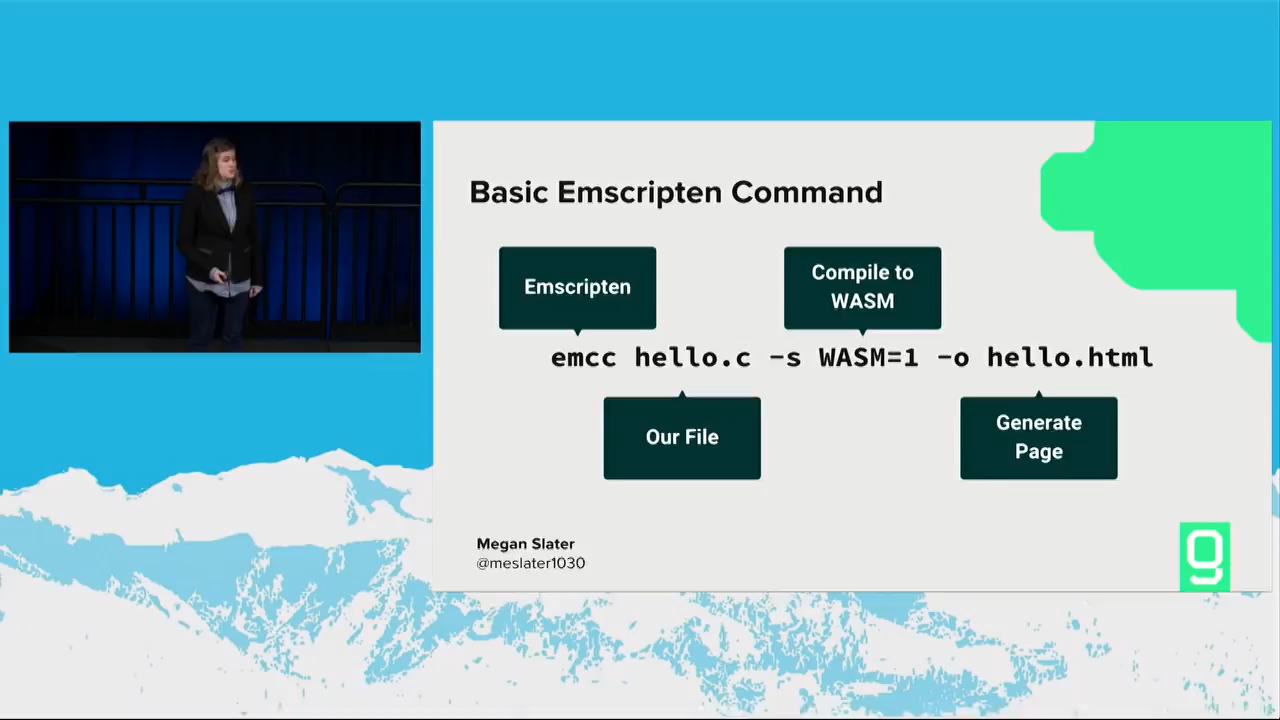 Basic Emscripten Command
Emscripten
Compile to
WASM
emcc hello.c -s WASM=1 -o hello.html
Our File
Generate
Page
Megan Slater
@meslater1030
g